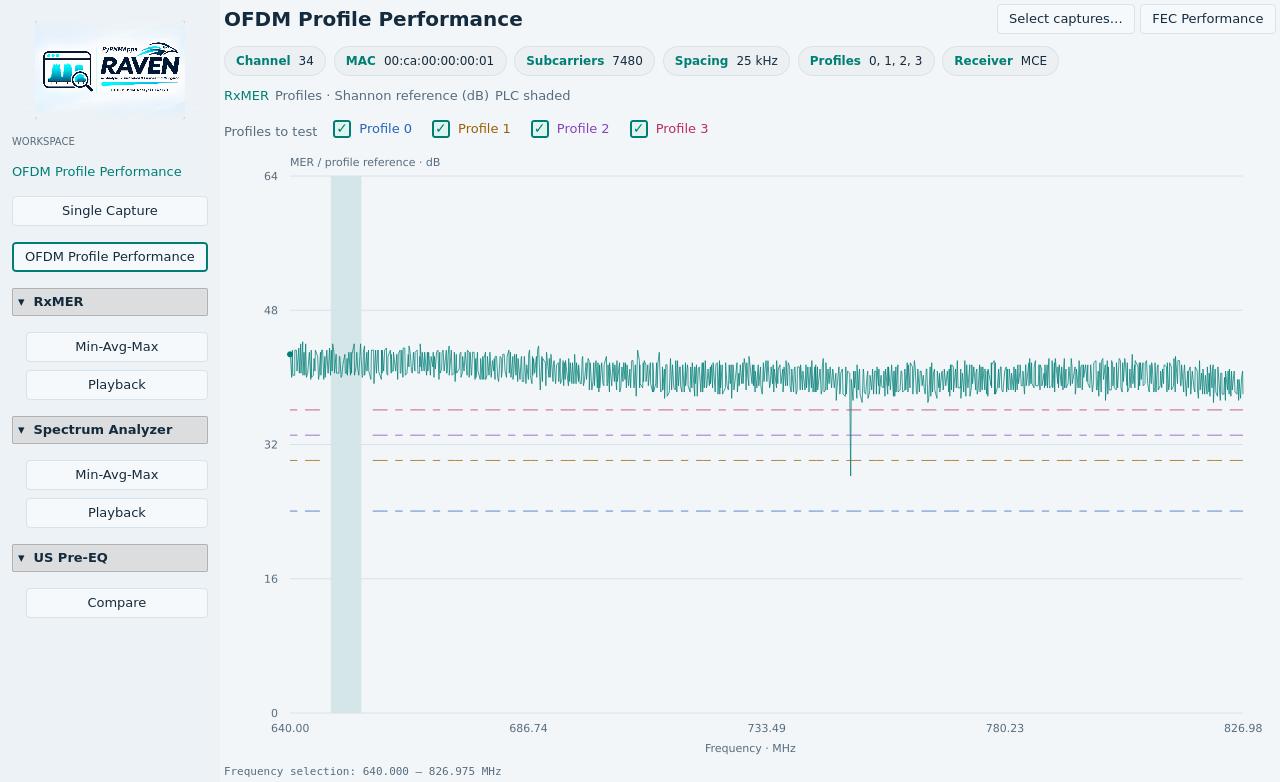 PyPNMApps
RAVEN
WORKSPACE
OFDM Profile Performance
Single Capture
OFDM Profile Performance
▾ RxMER
Min-Avg-Max
Playback
▾ Spectrum Analyzer
Min-Avg-Max
Playback
▾ US Pre-EQ
Compare
OFDM Profile Performance
Select captures... FEC Performance
Channel 34 MAC 00:ca:00:00:00:01 Subcarriers 7480 Spacing 25 kHz Profiles 0, 1, 2, 3 Receiver MCE
RxMER Profiles · Shannon reference (dB) PLC shaded
Profiles to test ✓ Profile 0 ✓ Profile 1 ✓ Profile 2 ✓ Profile 3
MER / profile reference · dB
64
48
32
16
0
640.00 686.74 733.49 780.23 826.98
Frequency · MHz
Frequency selection: 640.000 – 826.975 MHz